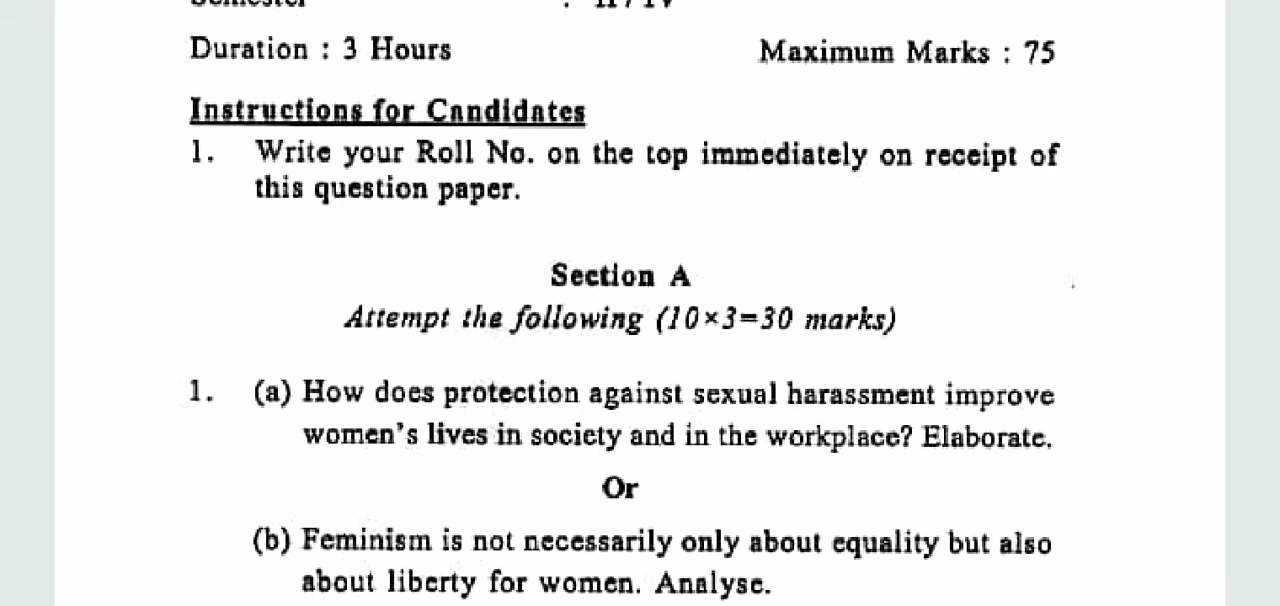 Semester : II / IV
Duration : 3 Hours Maximum Marks : 75
Instructions for Candidates
1. Write your Roll No. on the top immediately on receipt of
this question paper.
Section A
Attempt the following (10×3=30 marks)
1. (a) How does protection against sexual harassment improve
women's lives in society and in the workplace? Elaborate.
Or
(b) Feminism is not necessarily only about equality but also
about liberty for women. Analyse.